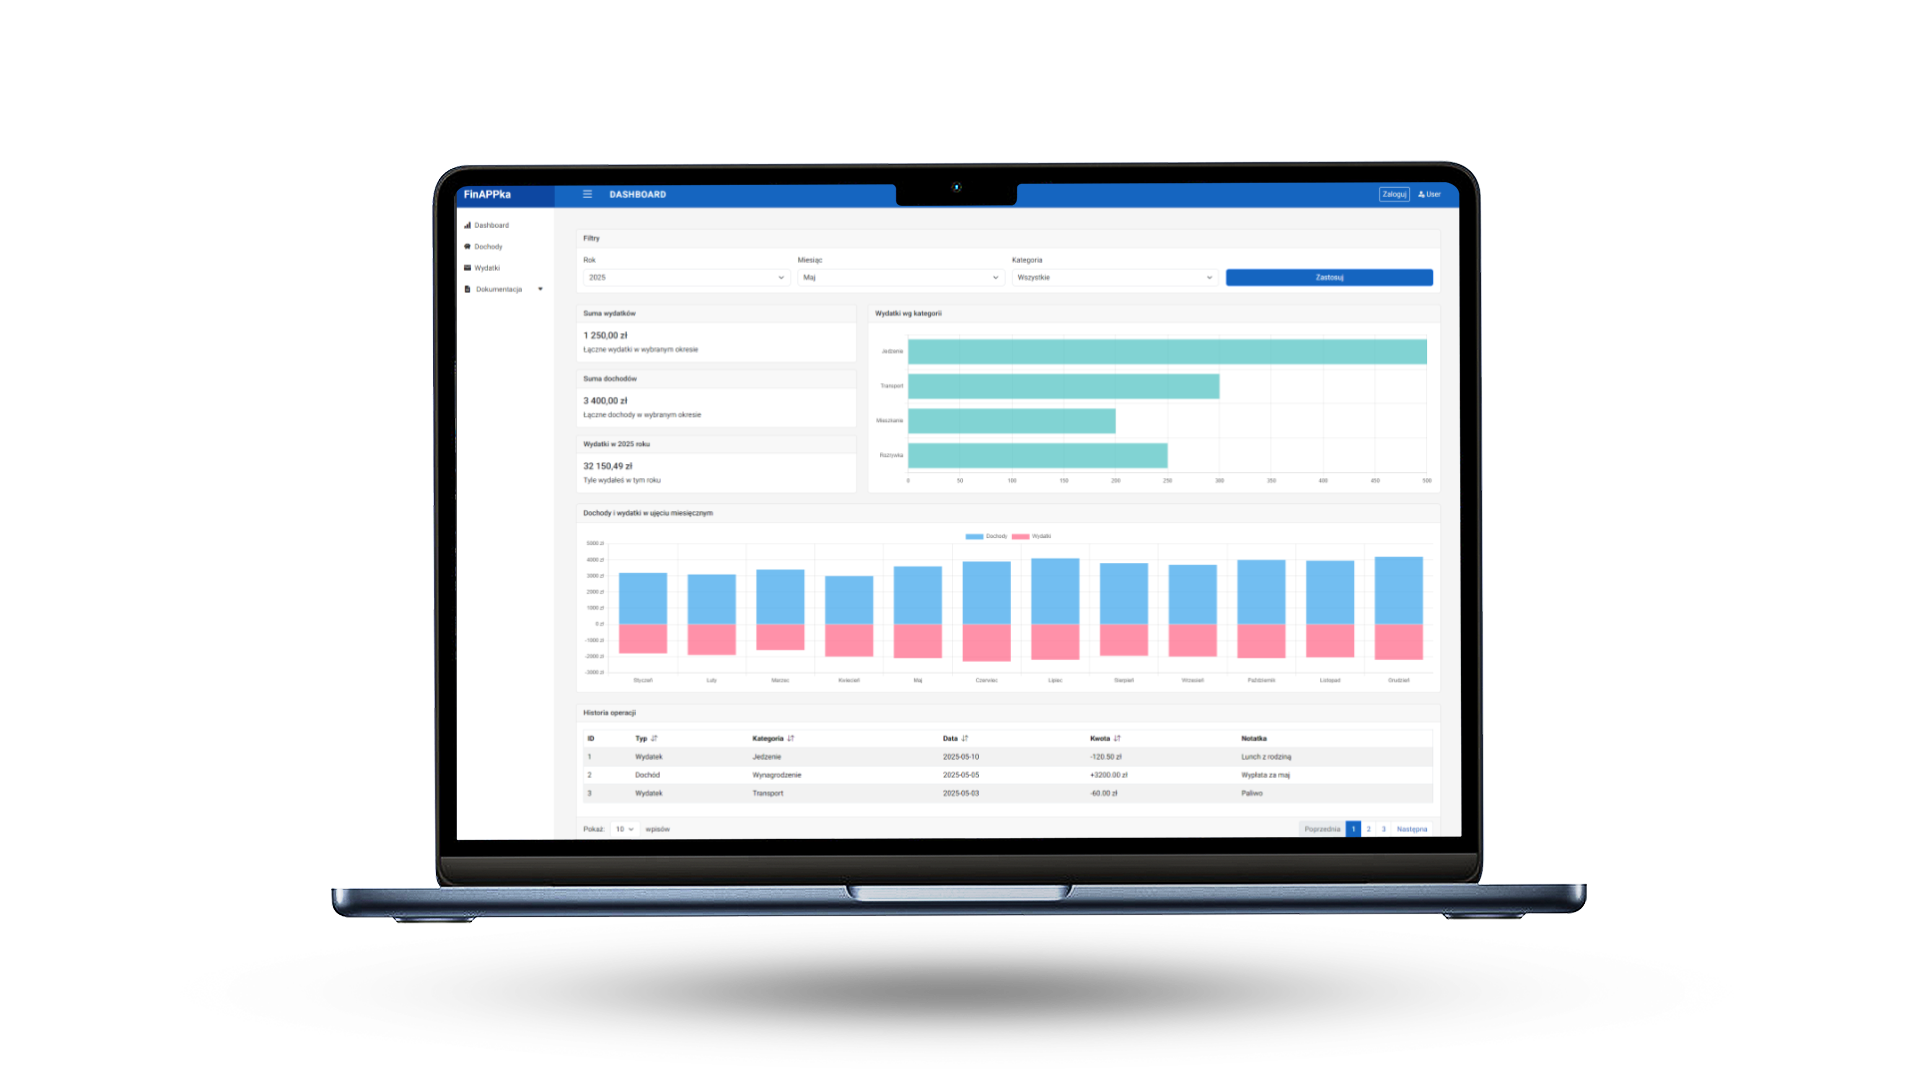 FinAPPka
DASHBOARD
Zaloguj
User
Dashboard
Dochody
Wydatki
Dokumentacja
Filtry
Rok
Miesiąc
Kategoria
2025
Maj
Wszystkie
Zastosuj
Suma wydatków
1 250,00 zł
Łączne wydatki w wybranym okresie
Suma dochodów
3 400,00 zł
Łączne dochody w wybranym okresie
Wydatki w 2025 roku
32 150,49 zł
Tyle wydałeś w tym roku
Wydatki wg kategorii
Jedzenie
Transport
Mieszkanie
Rozrywka
0 50 100 150 200 250 300 350 400 450 500
Dochody i wydatki w ujęciu miesięcznym
Dochody Wydatki
5000 zł
4000 zł
3000 zł
2000 zł
1000 zł
0 zł
-1000 zł
-2000 zł
-3000 zł
Styczeń Luty Marzec Kwiecień Maj Czerwiec Lipiec Sierpień Wrzesień Październik Listopad Grudzień
Historia operacji
ID Typ Kategoria Data Kwota Notatka
1 Wydatek Jedzenie 2025-05-10 -120.50 zł Lunch z rodziną
2 Dochód Wynagrodzenie 2025-05-05 +3200.00 zł Wypłata za maj
3 Wydatek Transport 2025-05-03 -60.00 zł Paliwo
Pokaż: 10 wpisów
Poprzednia 1 2 3 Następna